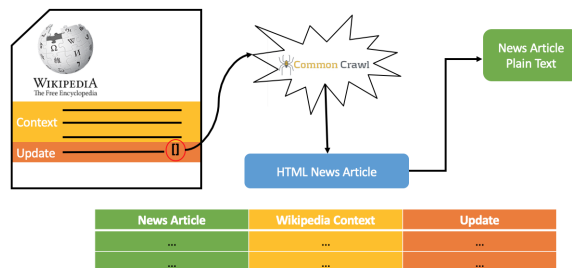 WIKIPEDIA
The Free Encyclopedia
Context
Update []
Common Crawl
News Article
Plain Text
HTML News Article
News Article Wikipedia Context Update
... ... ...
... ... ...